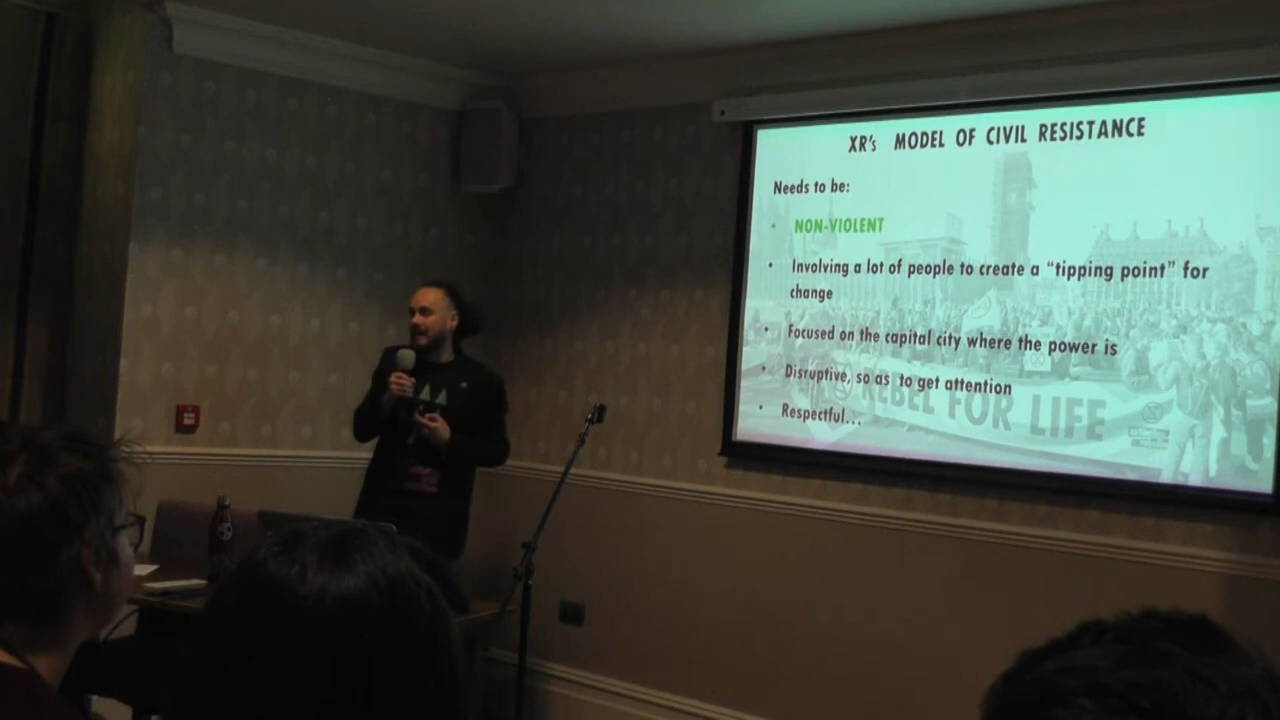 XR's MODEL OF CIVIL RESISTANCE
Needs to be:
• NON-VIOLENT
• Involving a lot of people to create a “tipping point” for
change
• Focused on the capital city where the power is
• Disruptive, so as to get attention
• Respectful...
REBEL FOR LIFE